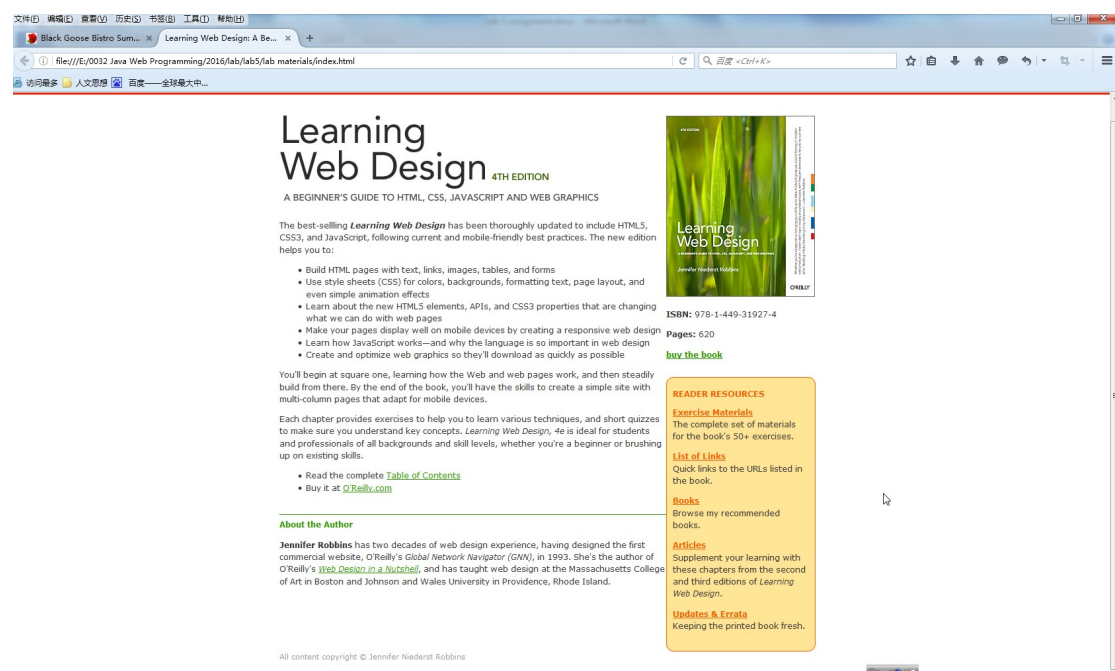 文件(F) 编辑(E) 查看(V) 历史(S) 书签(B) 工具(T) 帮助(H)
Black Goose Bistro Sum...
Learning Web Design: A Be...
file:///E:/0032 Java Web Programming/2016/lab/lab5/lab materials/index.html
百度 <Ctrl+K>
访问最多 人文思想 百度——全球最大中...
Learning
Web Design 4TH EDITION
A BEGINNER'S GUIDE TO HTML, CSS, JAVASCRIPT AND WEB GRAPHICS
The best-sellling Learning Web Design has been thoroughly updated to include HTML5,
CSS3, and JavaScript, following current and mobile-friendly best practices. The new edition
helps you to:
• Build HTML pages with text, links, images, tables, and forms
• Use style sheets (CSS) for colors, backgrounds, formatting text, page layout, and
even simple animation effects
• Learn about the new HTML5 elements, APIs, and CSS3 properties that are changing
what we can do with web pages
• Make your pages display well on mobile devices by creating a responsive web design
• Learn how JavaScript works—and why the language is so important in web design
• Create and optimize web graphics so they'll download as quickly as possible
You'll begin at square one, learning how the Web and web pages work, and then steadily
build from there. By the end of the book, you'll have the skills to create a simple site with
multi-column pages that adapt for mobile devices.
Each chapter provides exercises to help you to learn various techniques, and short quizzes
to make sure you understand key concepts. Learning Web Design, 4e is ideal for students
and professionals of all backgrounds and skill levels, whether you're a beginner or brushing
up on existing skills.
• Read the complete Table of Contents
• Buy it at O'Reilly.com
About the Author
Jennifer Robbins has two decades of web design experience, having designed the first
commercial website, O'Reilly's Global Network Navigator (GNN), in 1993. She's the author of
O'Reilly's Web Design in a Nutshell, and has taught web design at the Massachusetts College
of Art in Boston and Johnson and Wales University in Providence, Rhode Island.
All content copyright © Jennifer Niederst Robbins
4TH EDITION
Learning
Web Design
A BEGINNER'S GUIDE TO HTML, CSS, JAVASCRIPT, AND WEB GRAPHICS
Jennifer Niederst Robbins
O'REILLY
ISBN: 978-1-449-31927-4
Pages: 620
buy the book
READER RESOURCES
Exercise Materials
The complete set of materials
for the book's 50+ exercises.
List of Links
Quick links to the URLs listed in
the book.
Books
Browse my recommended
books.
Articles
Supplement your learning with
these chapters from the second
and third editions of Learning
Web Design.
Updates & Errata
Keeping the printed book fresh.